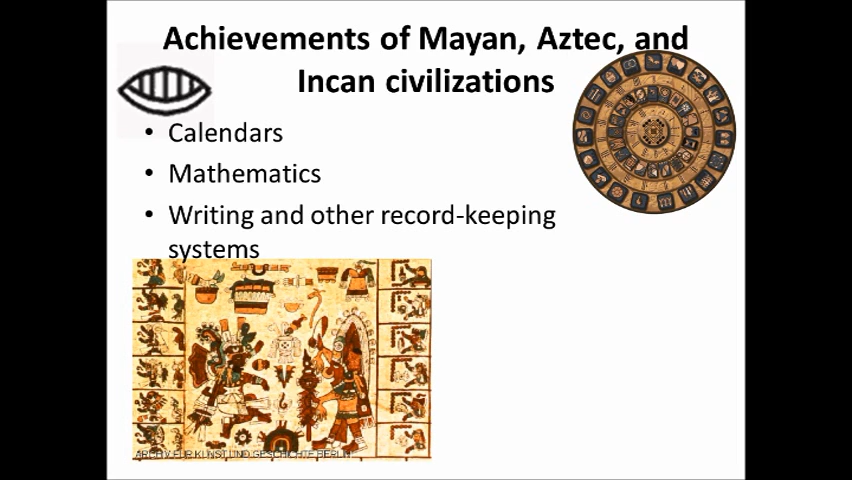 Achievements of Mayan, Aztec, and
Incan civilizations
• Calendars
• Mathematics
• Writing and other record-keeping
systems
ARCHIV FUR KUNST UND GESCHICHTE BERLIN